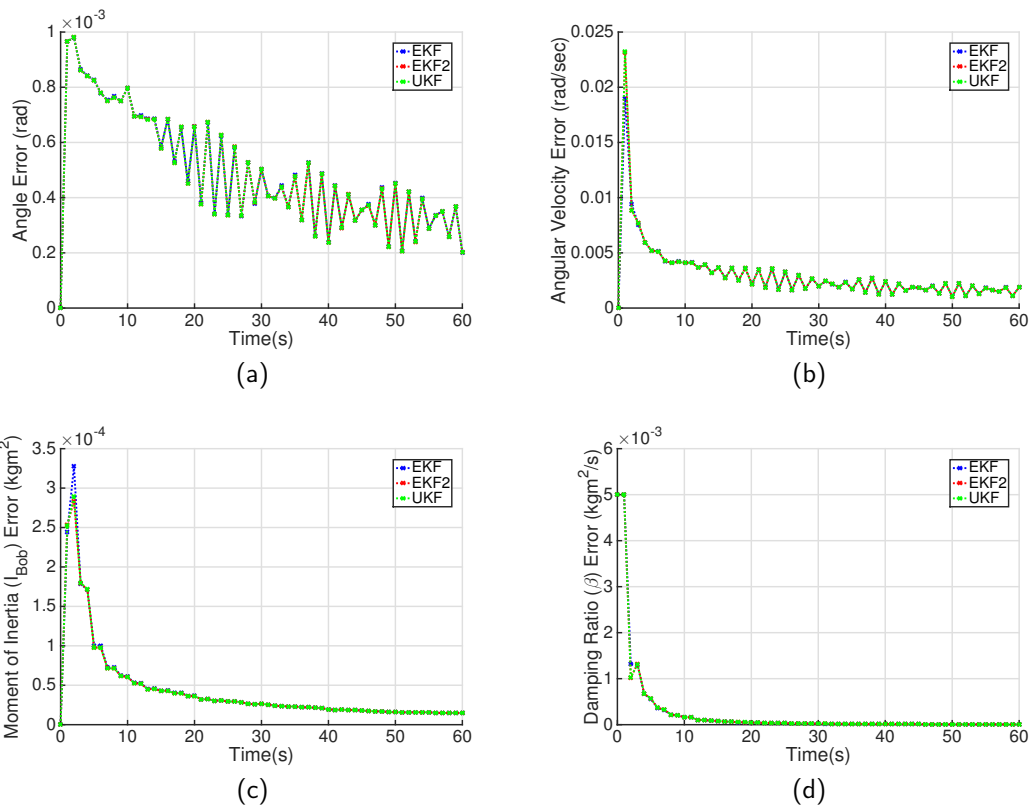 ×10⁻³
1
0.8
0.6
0.4
0.2
0
Angle Error (rad)
0 10 20 30 40 50 60
Time(s)
EKF
EKF2
UKF
(a)
0.025
0.02
0.015
0.01
0.005
0
Angular Velocity Error (rad/sec)
0 10 20 30 40 50 60
Time(s)
EKF
EKF2
UKF
(b)
×10⁻⁴
3.5
3
2.5
2
1.5
1
0.5
0
Moment of Inertia (I_Bob) Error (kgm²)
0 10 20 30 40 50 60
Time(s)
EKF
EKF2
UKF
(c)
×10⁻³
6
5
4
3
2
1
0
Damping Ratio (β) Error (kgm²/s)
0 10 20 30 40 50 60
Time(s)
EKF
EKF2
UKF
(d)